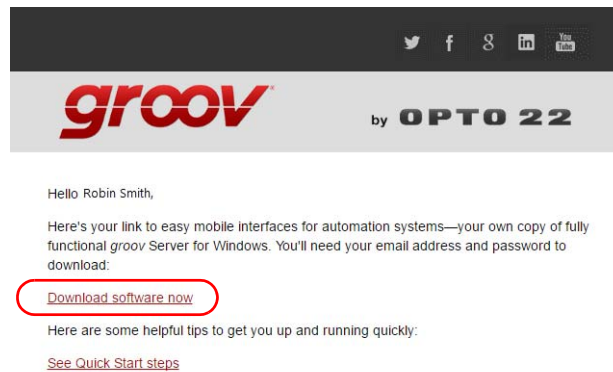 You Tube
groov
by OPTO 22
Hello Robin Smith,
Here's your link to easy mobile interfaces for automation systems—your own copy of fully
functional groov Server for Windows. You'll need your email address and password to
download:
Download software now
Here are some helpful tips to get you up and running quickly:
See Quick Start steps